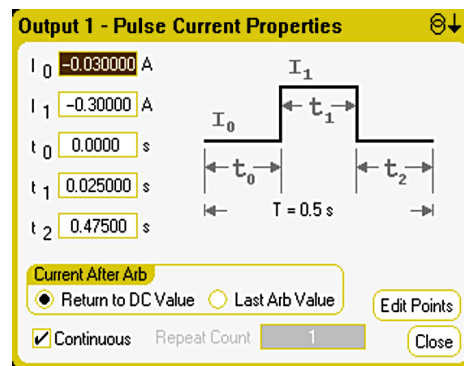 Output 1 - Pulse Current Properties
I 0 -0.030000 A
I 1 -0.30000 A
t 0 0.0000 s
t 1 0.025000 s
t 2 0.47500 s
I1
I0
t1
t0
t2
T = 0.5 s
Current After Arb
Return to DC Value Last Arb Value
Edit Points
Continuous Repeat Count 1
Close